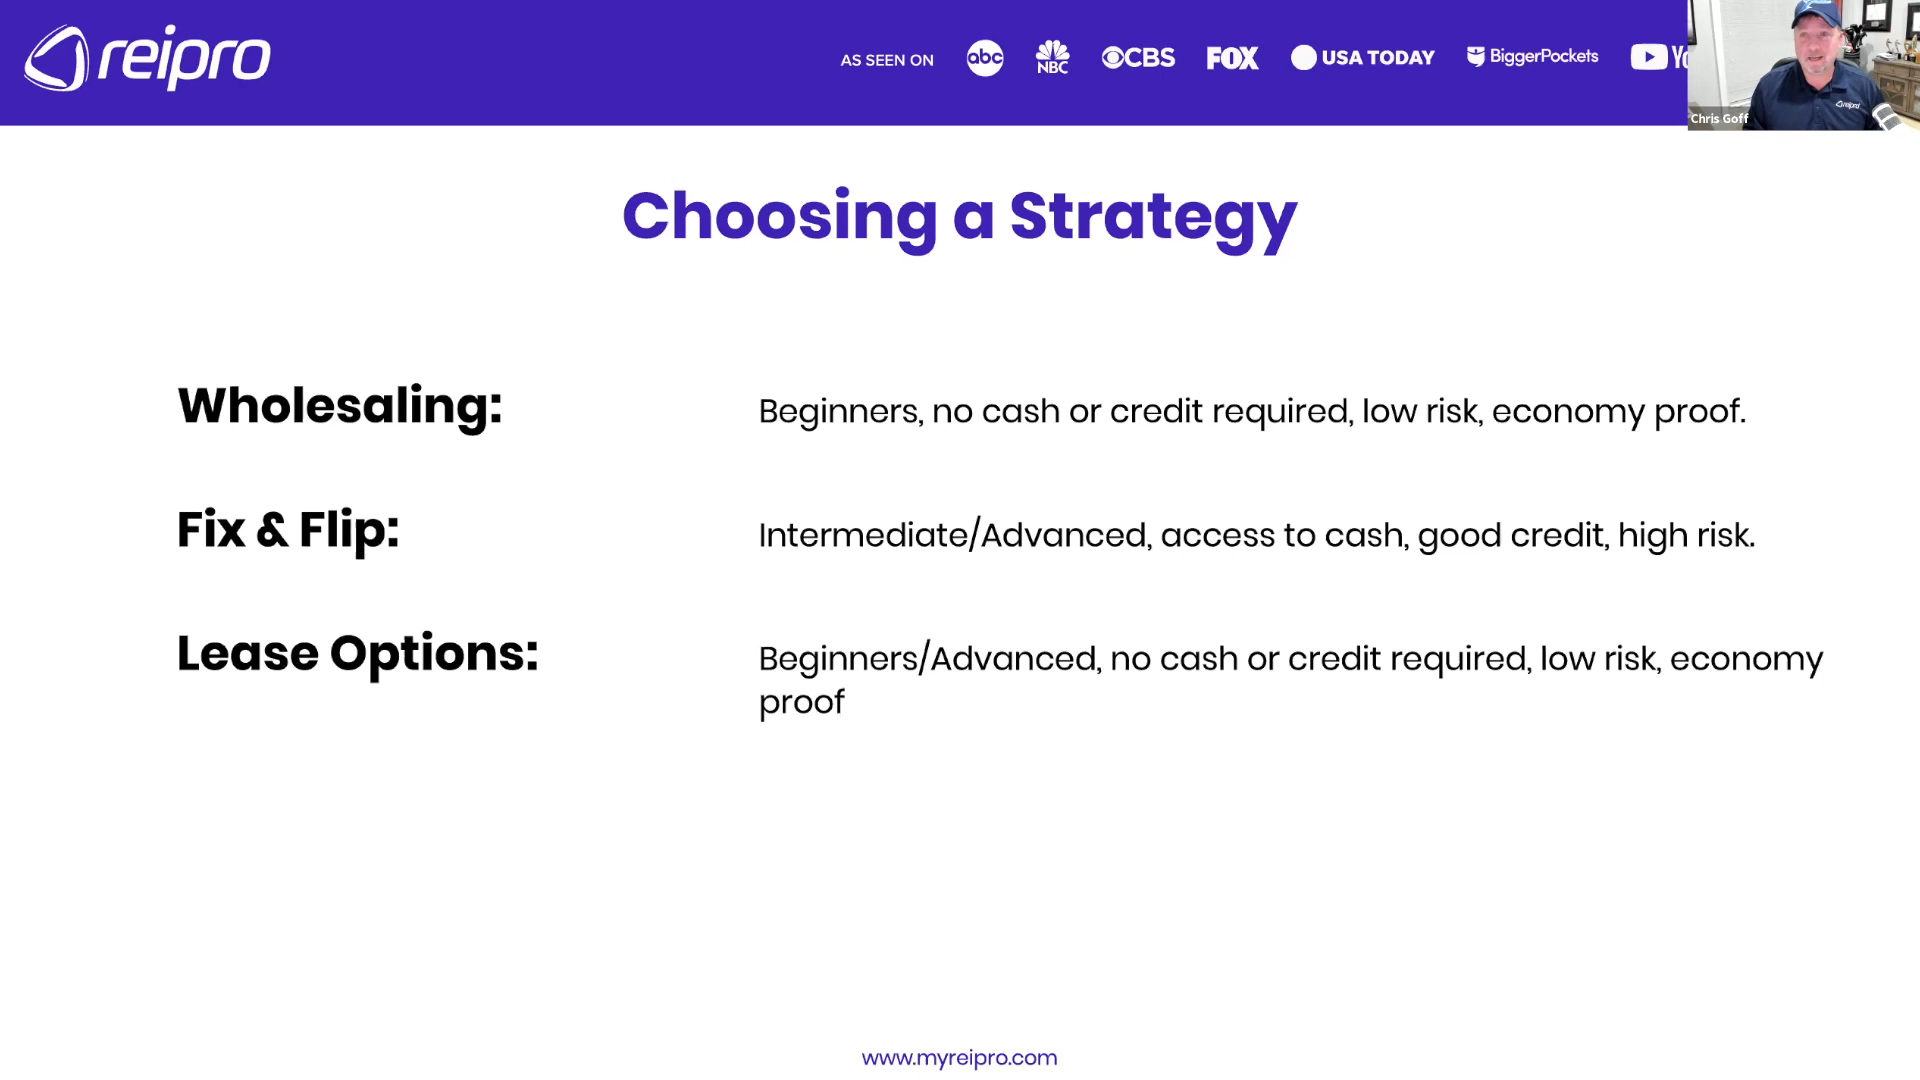 reipro
AS SEEN ON abc NBC CBS FOX USA TODAY BiggerPockets
reipro
Chris Goff
Choosing a Strategy
Wholesaling: Beginners, no cash or credit required, low risk, economy proof.
Fix & Flip: Intermediate/Advanced, access to cash, good credit, high risk.
Lease Options: Beginners/Advanced, no cash or credit required, low risk, economy
proof
www.myreipro.com